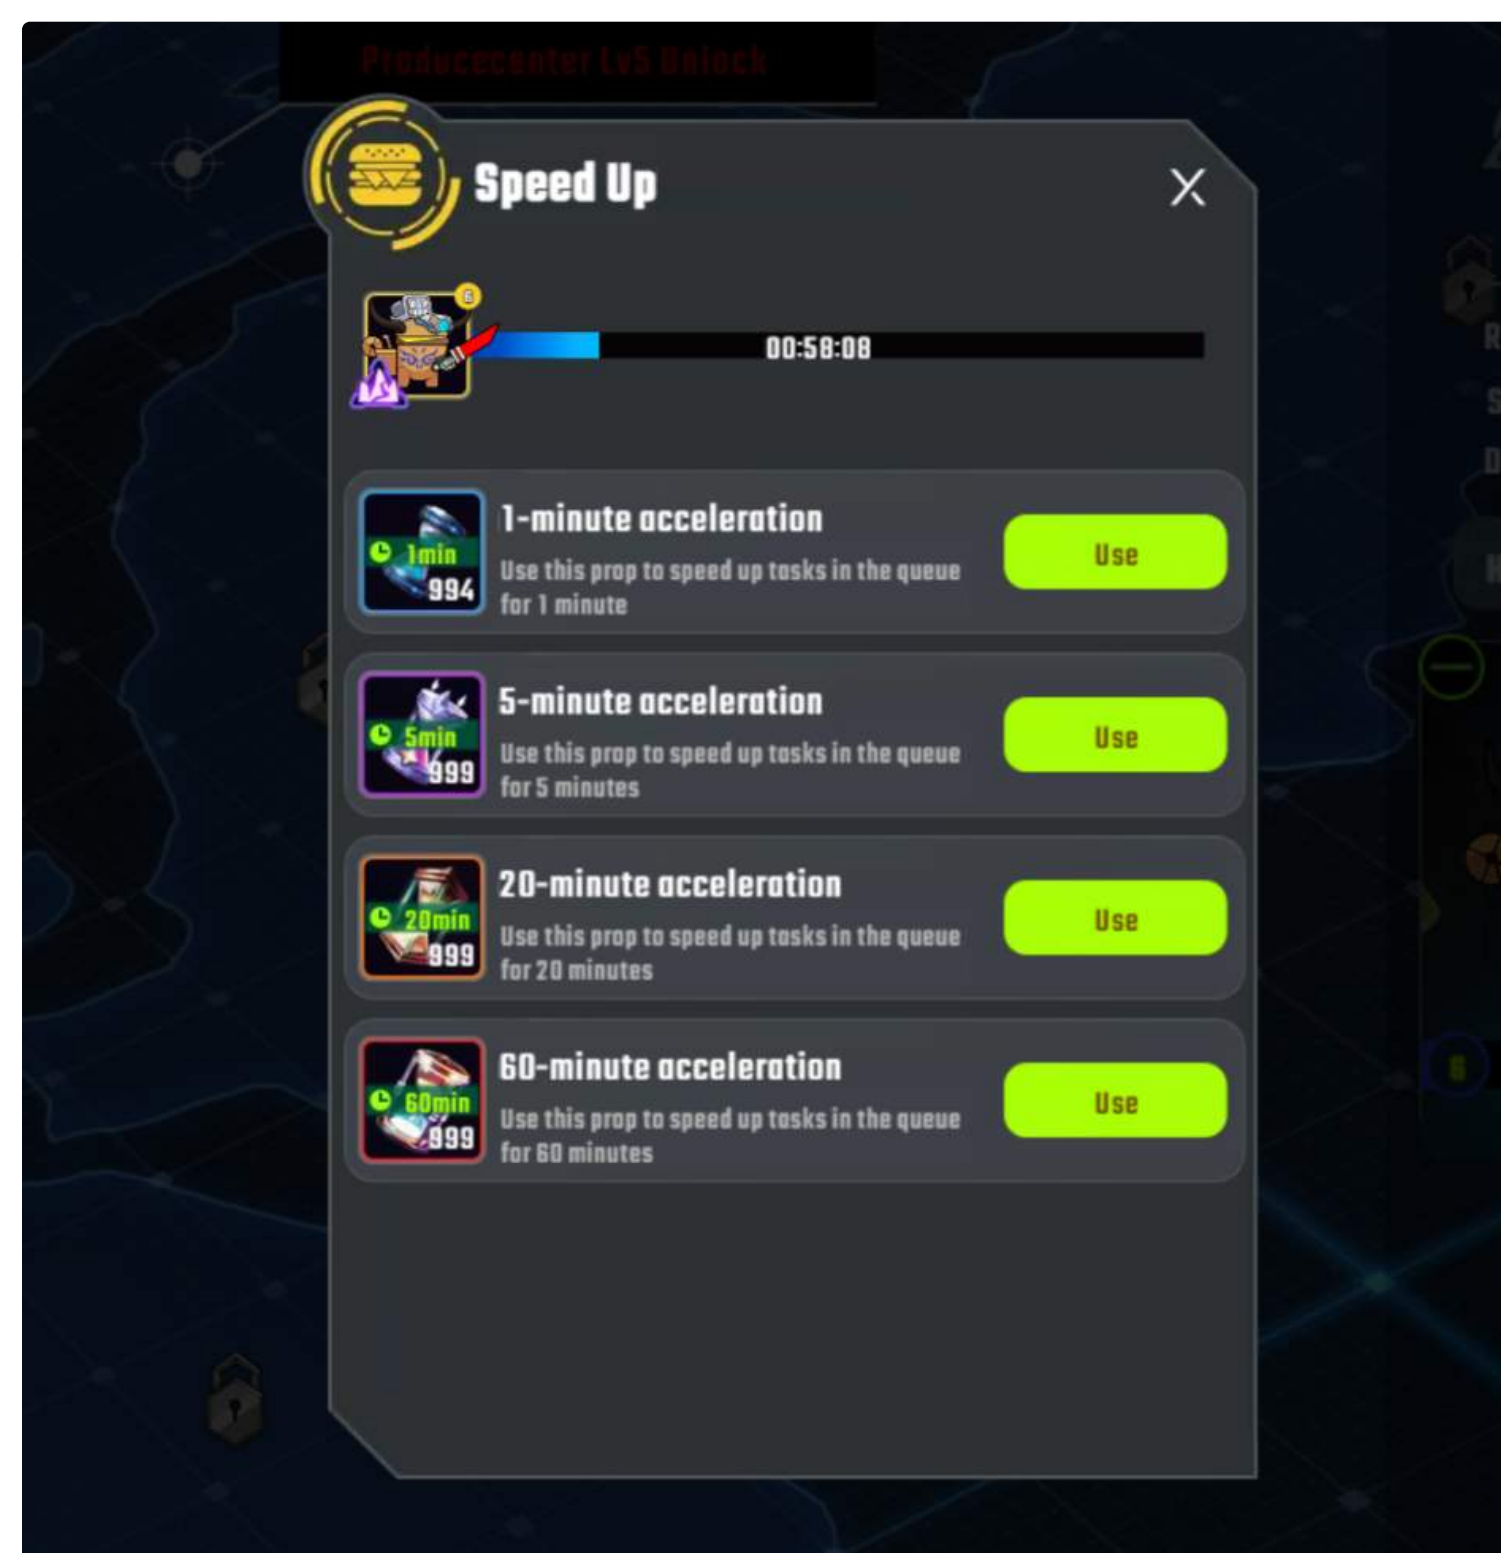 Producecenter Lv5 Unlock
Speed Up
6
00:58:08
1-minute acceleration
Use this prop to speed up tasks in the queue
for 1 minute
1min
994
Use
5-minute acceleration
Use this prop to speed up tasks in the queue
for 5 minutes
5min
999
Use
20-minute acceleration
Use this prop to speed up tasks in the queue
for 20 minutes
20min
999
Use
60-minute acceleration
Use this prop to speed up tasks in the queue
for 60 minutes
60min
999
Use